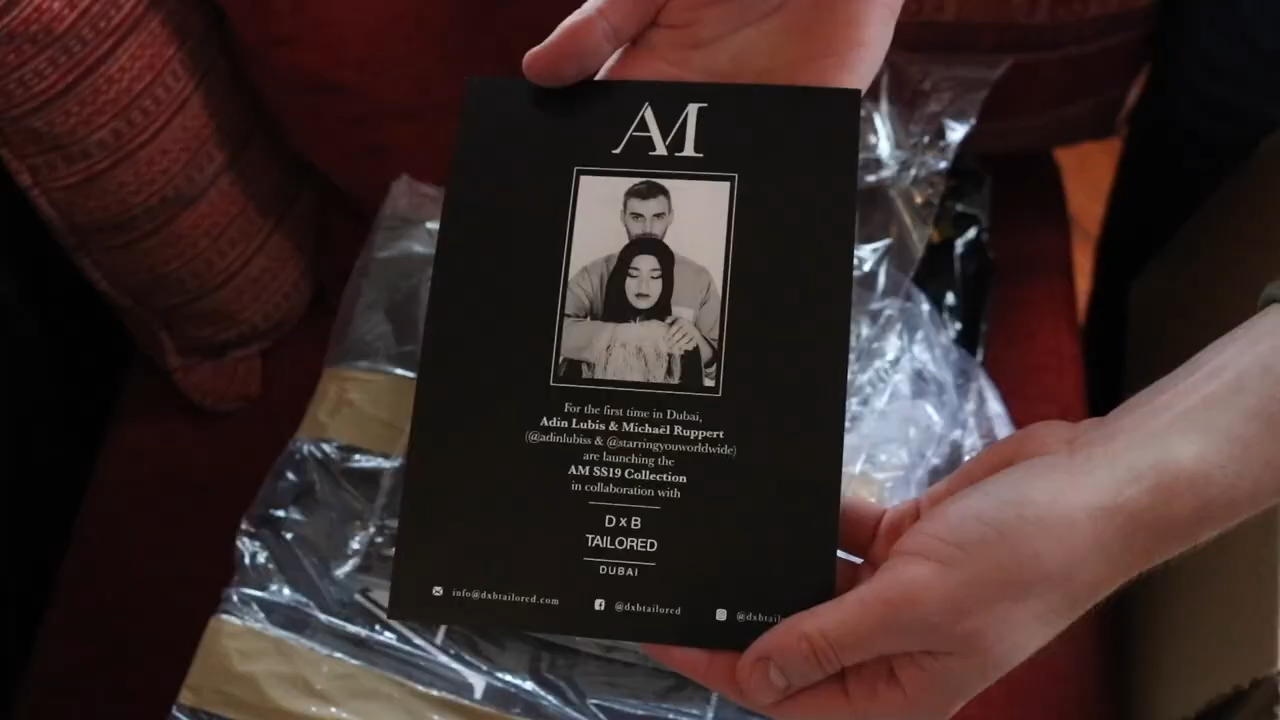 AM
For the first time in Dubai,
Adin Lubis & Michaël Ruppert
(@adinlubiss & @starringyouworldwide)
are launching the
AM SS19 Collection
in collaboration with
D x B
TAILORED
DUBAI
info@dxbtailored.com @dxbtailored @dxbtail